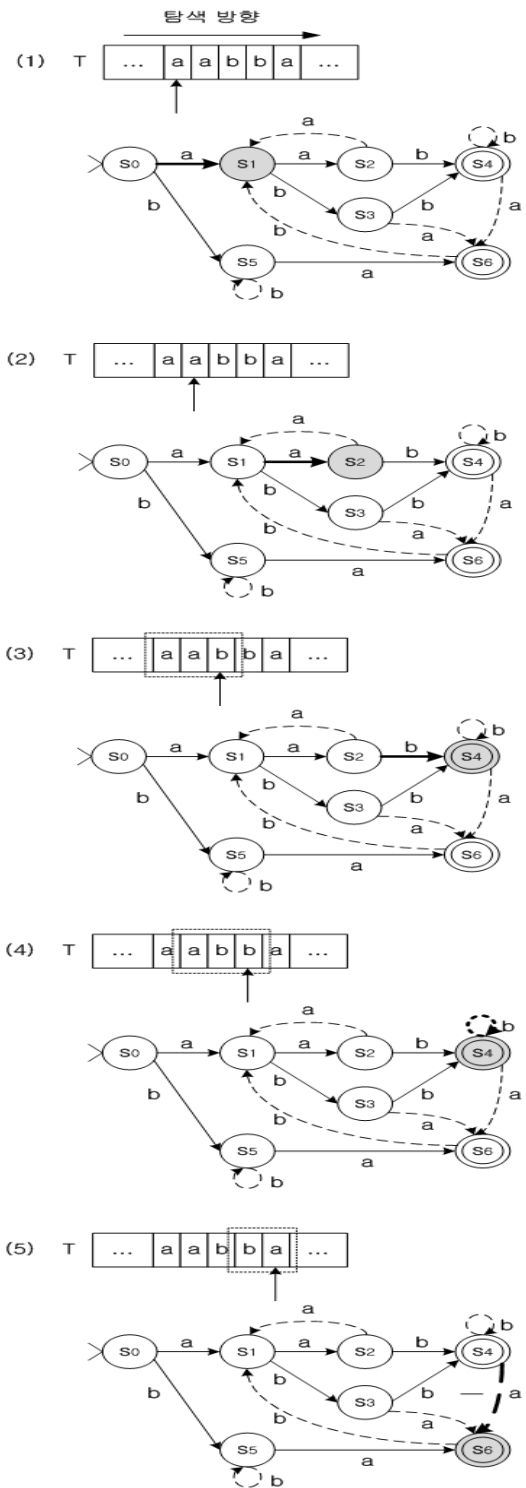 탐색 방향
(1) T ... a a b b a ...
a b
S0 a S1 a S2 b S4
b b S3 b a
b a
S5 a S6
b
(2) T ... a a b b a ...
a b
S0 a S1 a S2 b S4
b b S3 b a
b a
S5 a S6
b
(3) T ... a a b b a ...
a b
S0 a S1 a S2 b S4
b b S3 b a
b a
S5 a S6
b
(4) T ... a a b b a ...
a b
S0 a S1 a S2 b S4
b b S3 b a
b a
S5 a S6
b
(5) T ... a a b b a ...
a b
S0 a S1 a S2 b S4
b b S3 b a
b a
S5 a S6
b